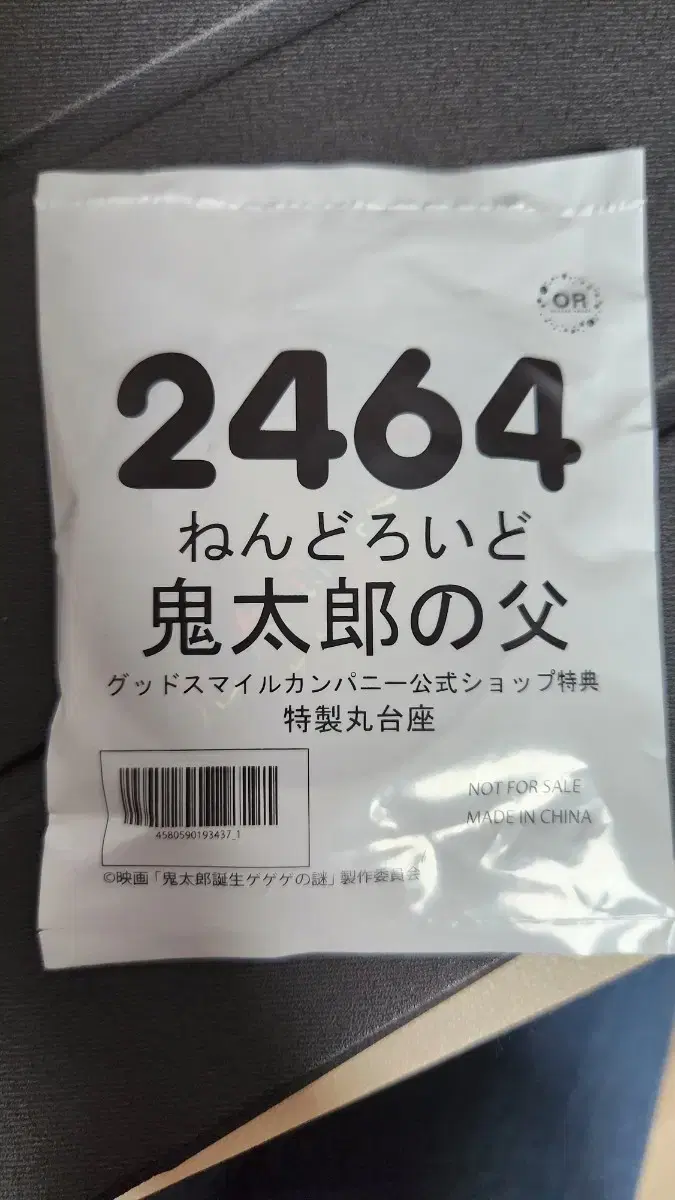 OR
2464
ねんどろいど
鬼太郎の父
グッドスマイルカンパニー公式ショップ特典
特製丸台座
NOT FOR SALE
MADE IN CHINA
4580590193437_1
©映画「鬼太郎誕生ゲゲゲの謎」製作委員会